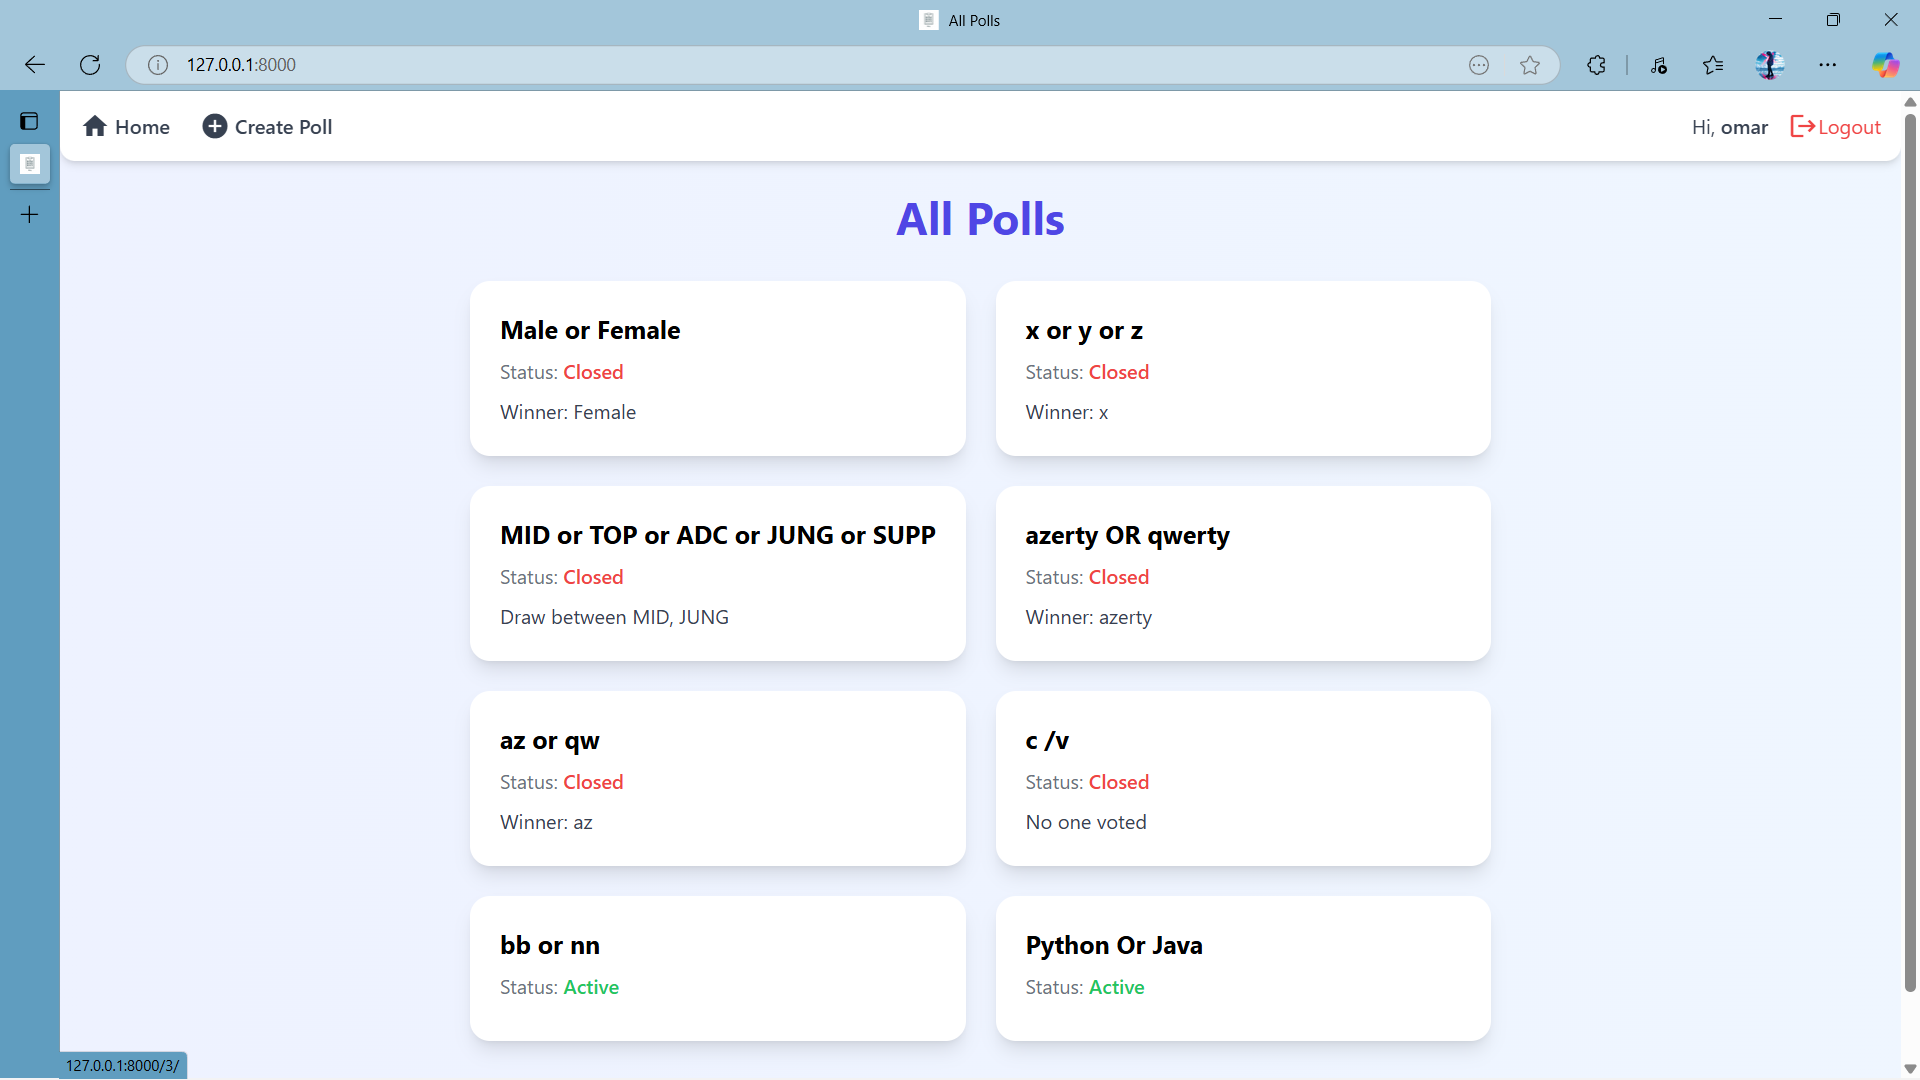 All Polls
127.0.0.1:8000
Home
Create Poll
Hi, omar
Logout
All Polls
Male or Female
Status: Closed
Winner: Female
x or y or z
Status: Closed
Winner: x
MID or TOP or ADC or JUNG or SUPP
Status: Closed
Draw between MID, JUNG
azerty OR qwerty
Status: Closed
Winner: azerty
az or qw
Status: Closed
Winner: az
c /v
Status: Closed
No one voted
bb or nn
Status: Active
Python Or Java
Status: Active
127.0.0.1:8000/3/